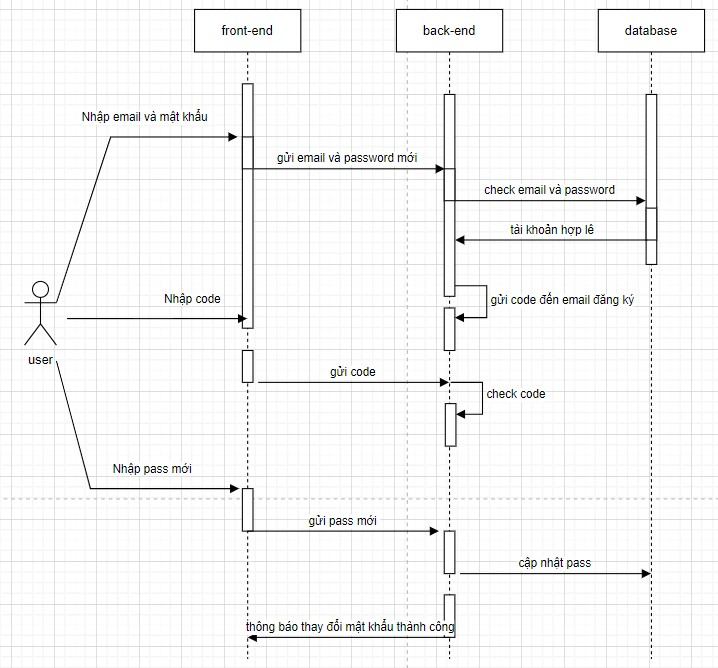 front-end
back-end
database
Nhập email và mật khẩu
gửi email và password mới
check email và password
tài khoản hợp lê
gửi code đến email đăng ký
Nhập code
user
gửi code
check code
Nhập pass mới
gửi pass mới
cập nhật pass
thông báo thay đổi mật khẩu thành công